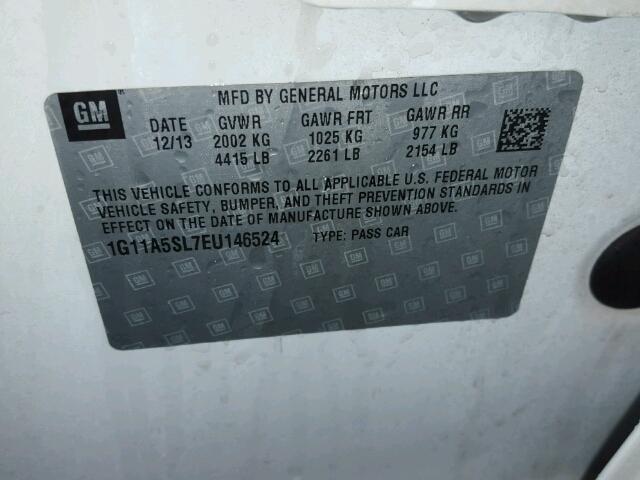 GM MFD BY GENERAL MOTORS LLC
DATE GVWR GAWR FRT GAWR RR
12/13 2002 KG 1025 KG 977 KG
4415 LB 2261 LB 2154 LB
THIS VEHICLE CONFORMS TO ALL APPLICABLE U.S. FEDERAL MOTOR
VEHICLE SAFETY, BUMPER, AND THEFT PREVENTION STANDARDS IN
EFFECT ON THE DATE OF MANUFACTURE SHOWN ABOVE.
1G11A5SL7EU146524 TYPE: PASS CAR